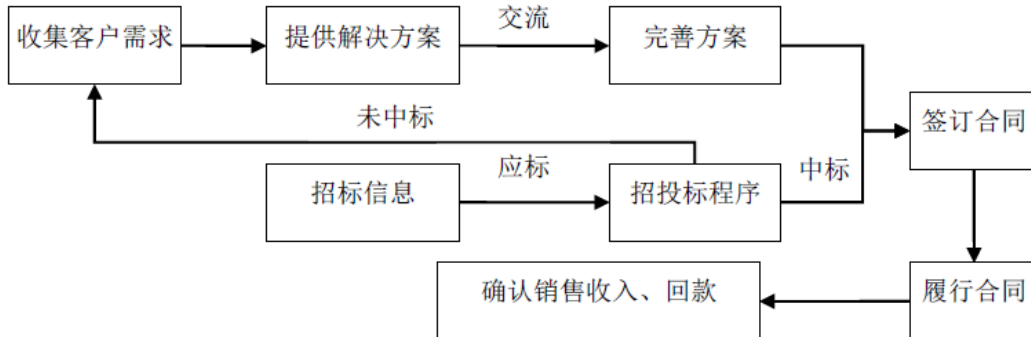 收集客户需求
提供解决方案
交流
完善方案
签订合同
未中标
招标信息
应标
招投标程序
中标
确认销售收入、回款
履行合同